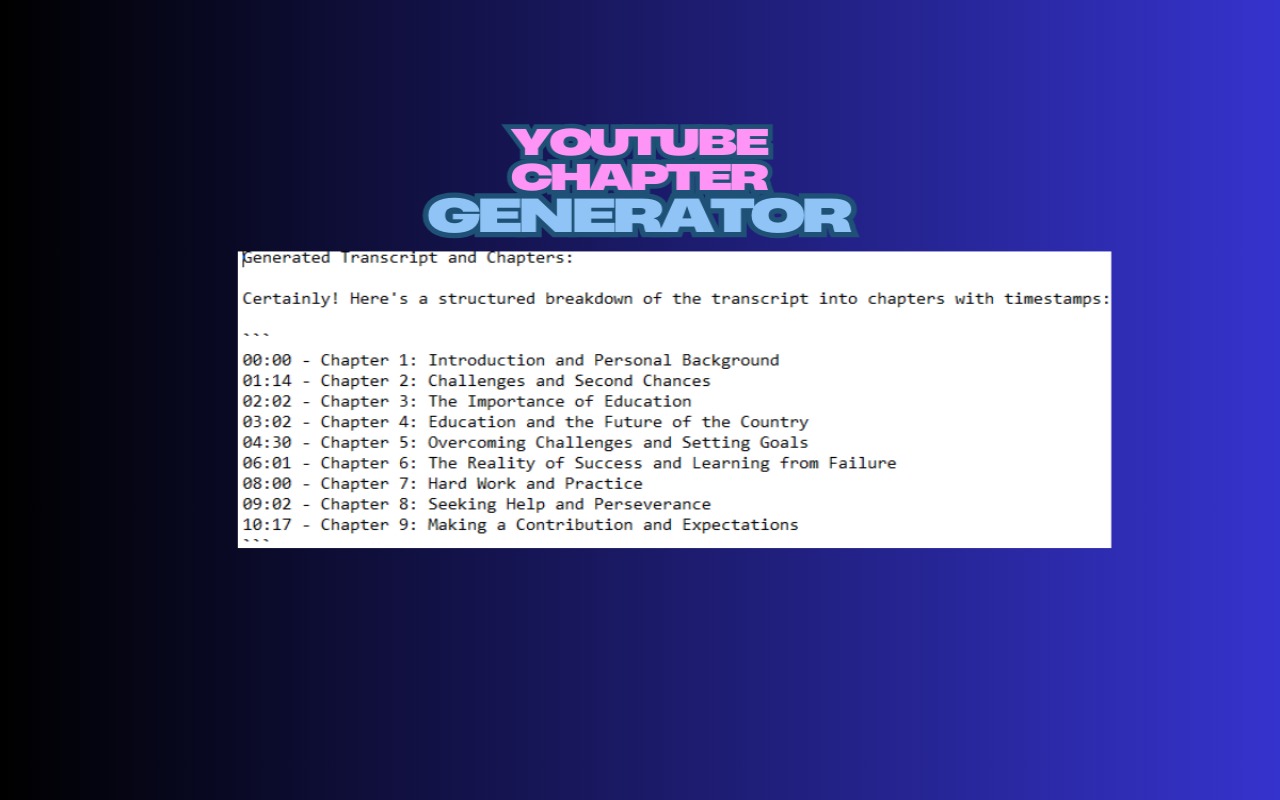 YOUTUBE
CHAPTER
GENERATOR
Generated Transcript and Chapters:
Certainly! Here's a structured breakdown of the transcript into chapters with timestamps:
```
00:00 - Chapter 1: Introduction and Personal Background
01:14 - Chapter 2: Challenges and Second Chances
02:02 - Chapter 3: The Importance of Education
03:02 - Chapter 4: Education and the Future of the Country
04:30 - Chapter 5: Overcoming Challenges and Setting Goals
06:01 - Chapter 6: The Reality of Success and Learning from Failure
08:00 - Chapter 7: Hard Work and Practice
09:02 - Chapter 8: Seeking Help and Perseverance
10:17 - Chapter 9: Making a Contribution and Expectations
```